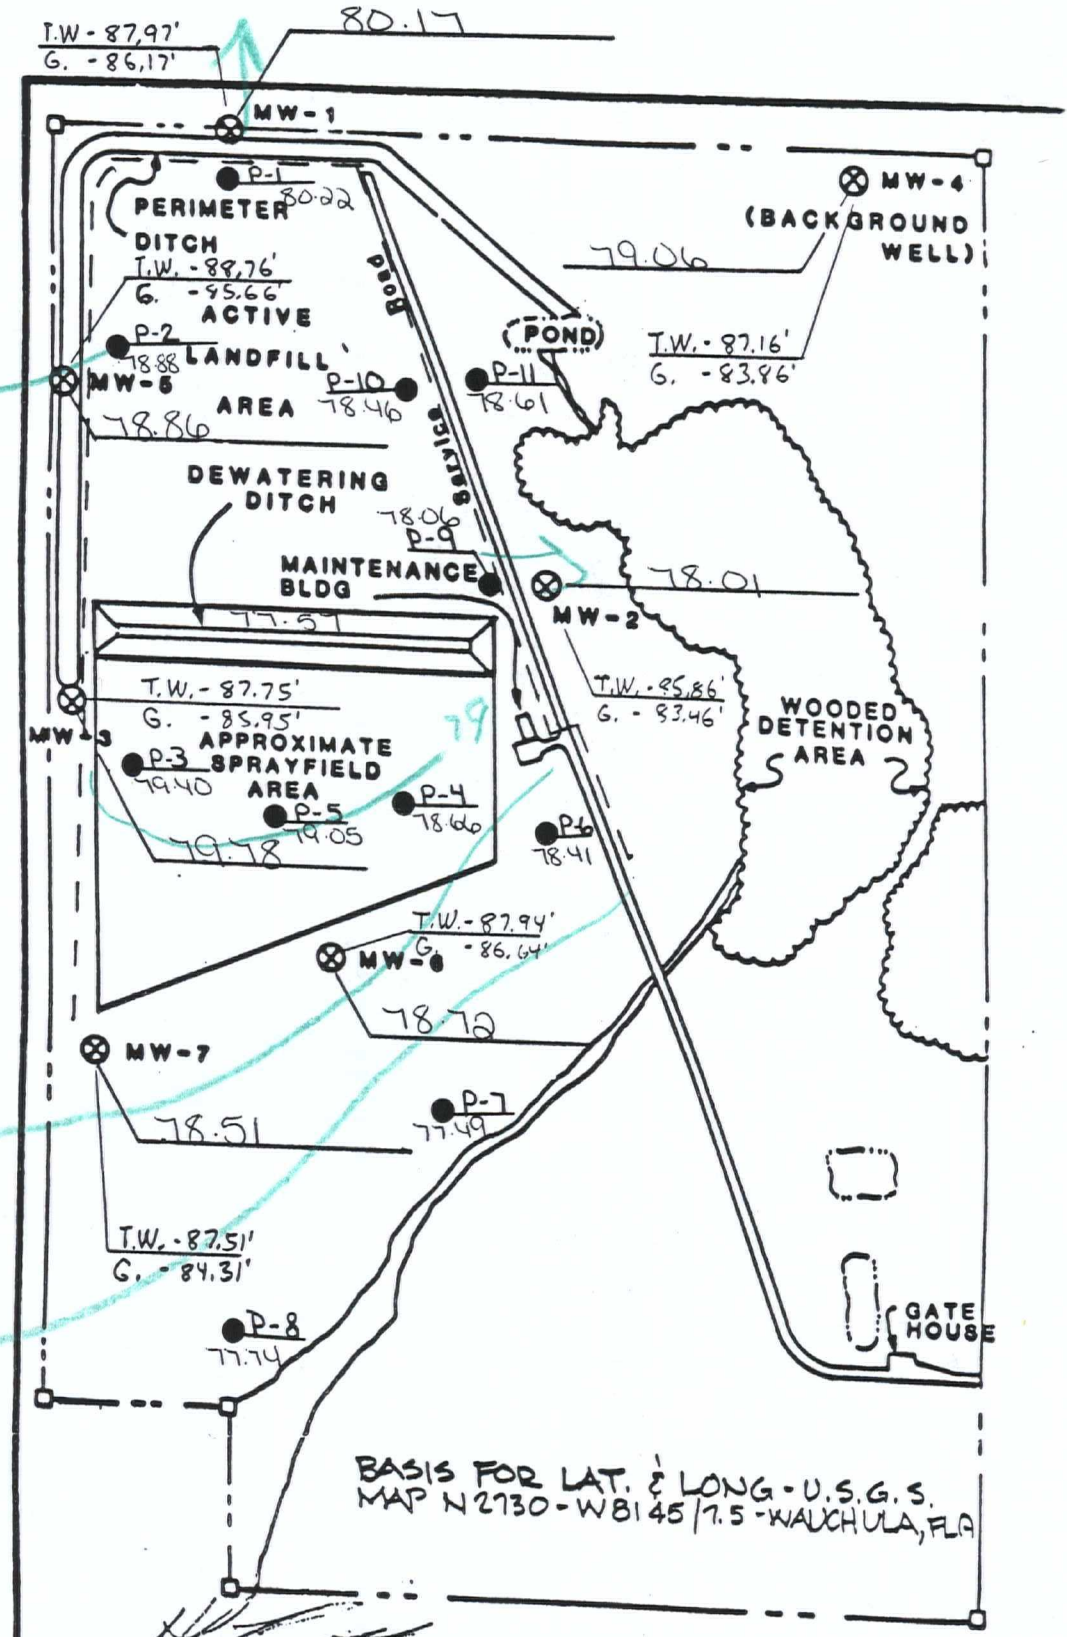 T.W - 87,97'
G. - 86,17'
80.17
MW-1
P-1
80.22
MW-4
(BACKGROUND
WELL)
79.06
T.W. - 87.16'
G. - 83.86'
PERIMETER
DITCH
T.W. - 88,76'
G. - 85.66'
ACTIVE
LANDFILL
AREA
P-2
78.88
MW-5
78.86
Service Road
POND
P-10
78.46
P-11
78.61
DEWATERING
DITCH
78.06
P-9
MAINTENANCE
BLDG
78.01
MW-2
77.57
T.W. - 85,86'
G. - 83.46'
T.W. - 87.75'
G. - 85.95'
MW-3
79
WOODED
DETENTION
AREA
APPROXIMATE
SPRAYFIELD
AREA
P-3
79.40
P-4
78.66
P-5
79.05
79.78
P-6
78.41
T.W. - 87.94'
G. - 86.64'
MW-6
78.72
MW-7
78.51
P-7
77.49
T.W. - 87.51'
G. - 84.31'
P-8
77.74
GATE
HOUSE
BASIS FOR LAT. & LONG - U.S.G.S.
MAP N2730-W8145/7.5-WAUCHULA, FLA